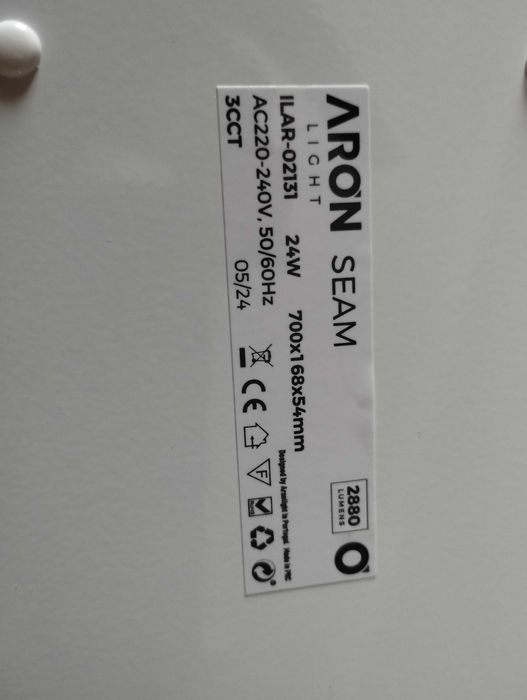 ARON SEAM
LIGHT
2880
LUMENS
ILAR-02131 24W 700x168x54mm
AC220-240V, 50/60Hz
Designed by Aronlight in Portugal Made in PRC
3CCT
05/24
CE
F